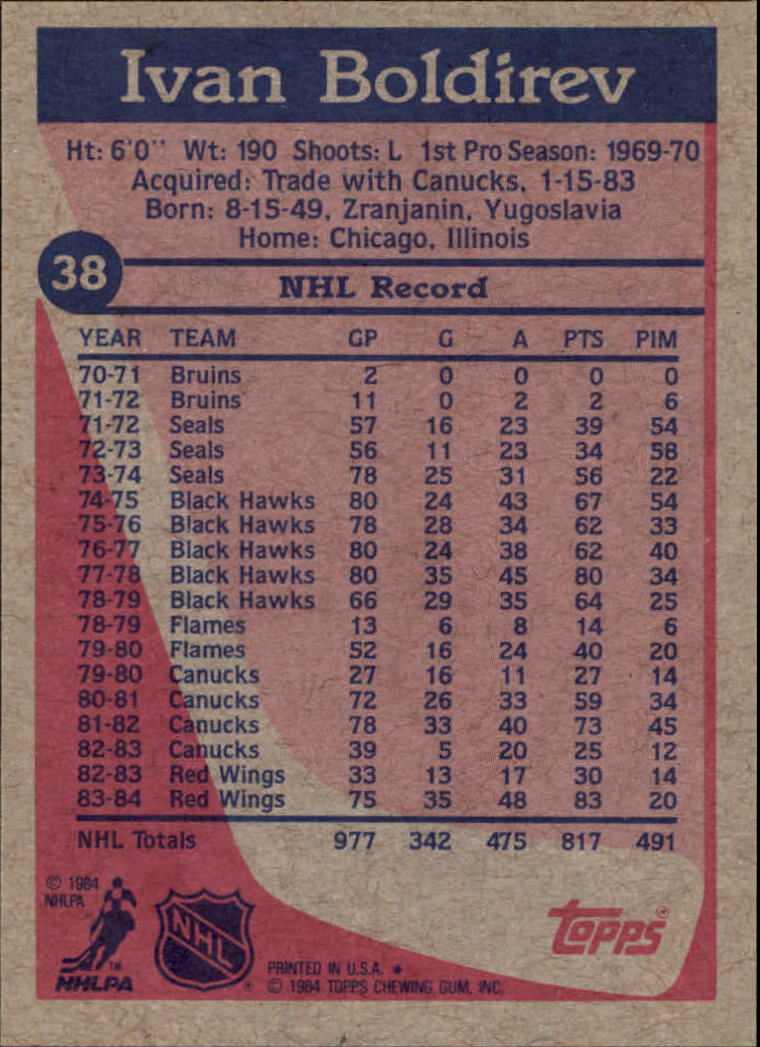 Ivan Boldirev
Ht: 6'0'' Wt: 190 Shoots: L 1st Pro Season: 1969-70
Acquired: Trade with Canucks, 1-15-83
Born: 8-15-49, Zranjanin, Yugoslavia
Home: Chicago, Illinois
38
NHL Record
YEAR TEAM GP G A PTS PIM
70-71 Bruins 2 0 0 0 0
71-72 Bruins 11 0 2 2 6
71-72 Seals 57 16 23 39 54
72-73 Seals 56 11 23 34 58
73-74 Seals 78 25 31 56 22
74-75 Black Hawks 80 24 43 67 54
75-76 Black Hawks 78 28 34 62 33
76-77 Black Hawks 80 24 38 62 40
77-78 Black Hawks 80 35 45 80 34
78-79 Black Hawks 66 29 35 64 25
78-79 Flames 13 6 8 14 6
79-80 Flames 52 16 24 40 20
79-80 Canucks 27 16 11 27 14
80-81 Canucks 72 26 33 59 34
81-82 Canucks 78 33 40 73 45
82-83 Canucks 39 5 20 25 12
82-83 Red Wings 33 13 17 30 14
83-84 Red Wings 75 35 48 83 20
NHL Totals 977 342 475 817 491
© 1984
NHLPA
TM
NHLPA
NHL
®
topps®
PRINTED IN U.S.A. ★
© 1984 TOPPS CHEWING GUM, INC.